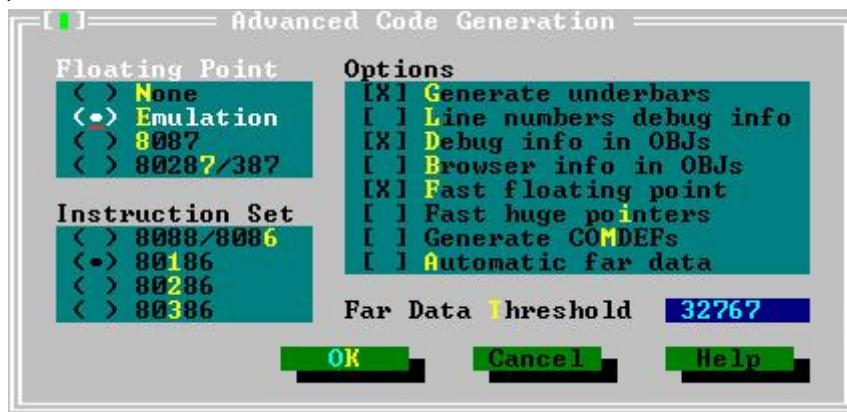 [■] Advanced Code Generation
Floating Point
( ) None
(•) Emulation
( ) 8087
( ) 80287/387
Instruction Set
( ) 8088/8086
(•) 80186
( ) 80286
( ) 80386
Options
[X] Generate underbars
[ ] Line numbers debug info
[X] Debug info in OBJs
[ ] Browser info in OBJs
[X] Fast floating point
[ ] Fast huge pointers
[ ] Generate COMDEFs
[ ] Automatic far data
Far Data Threshold 32767
OK Cancel Help